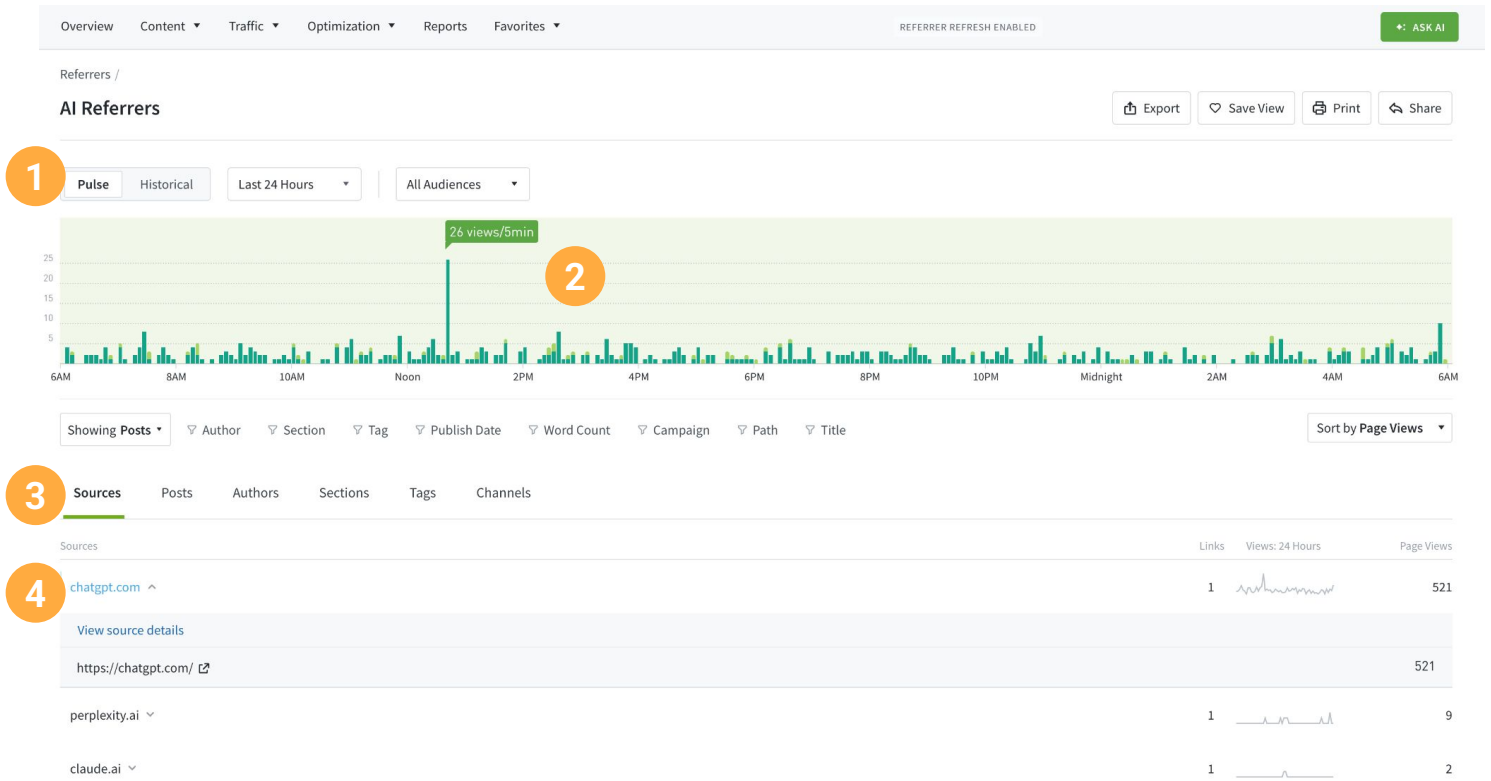 Overview Content Traffic Optimization Reports Favorites REFERRER REFRESH ENABLED ASK AI
Referrers /
AI Referrers Export Save View Print Share
1 Pulse Historical Last 24 Hours All Audiences
26 views/5min
2
25
20
15
10
5
6AM 8AM 10AM Noon 2PM 4PM 6PM 8PM 10PM Midnight 2AM 4AM 6AM
Showing Posts Author Section Tag Publish Date Word Count Campaign Path Title Sort by Page Views
3 Sources Posts Authors Sections Tags Channels
Sources Links Views: 24 Hours Page Views
4 chatgpt.com 1 521
View source details
https://chatgpt.com/ 521
perplexity.ai 1 9
claude.ai 1 2